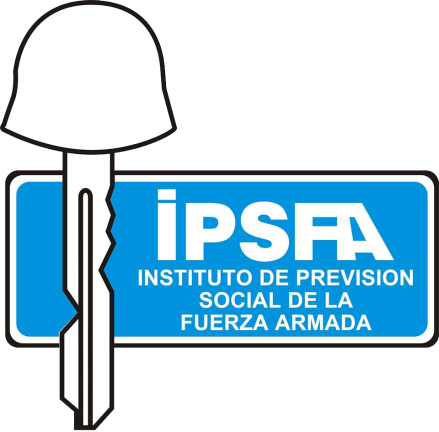 iPSFA
INSTITUTO DE PREVISION
SOCIAL DE LA
FUERZA ARMADA